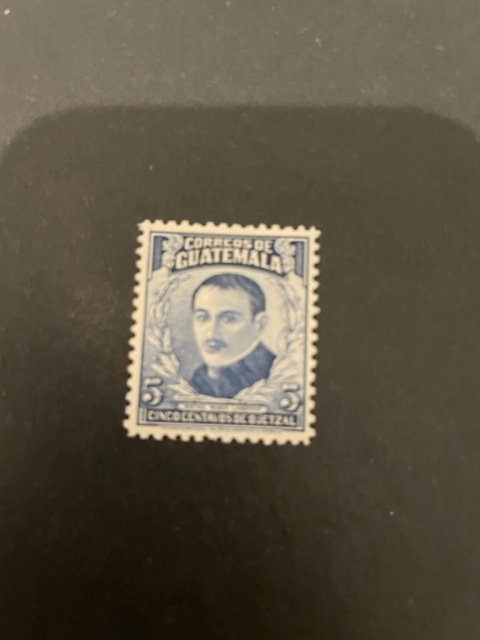 CORREOS DE
GUATEMALA
5 5
CINCO CENTAVOS DE QUETZAL